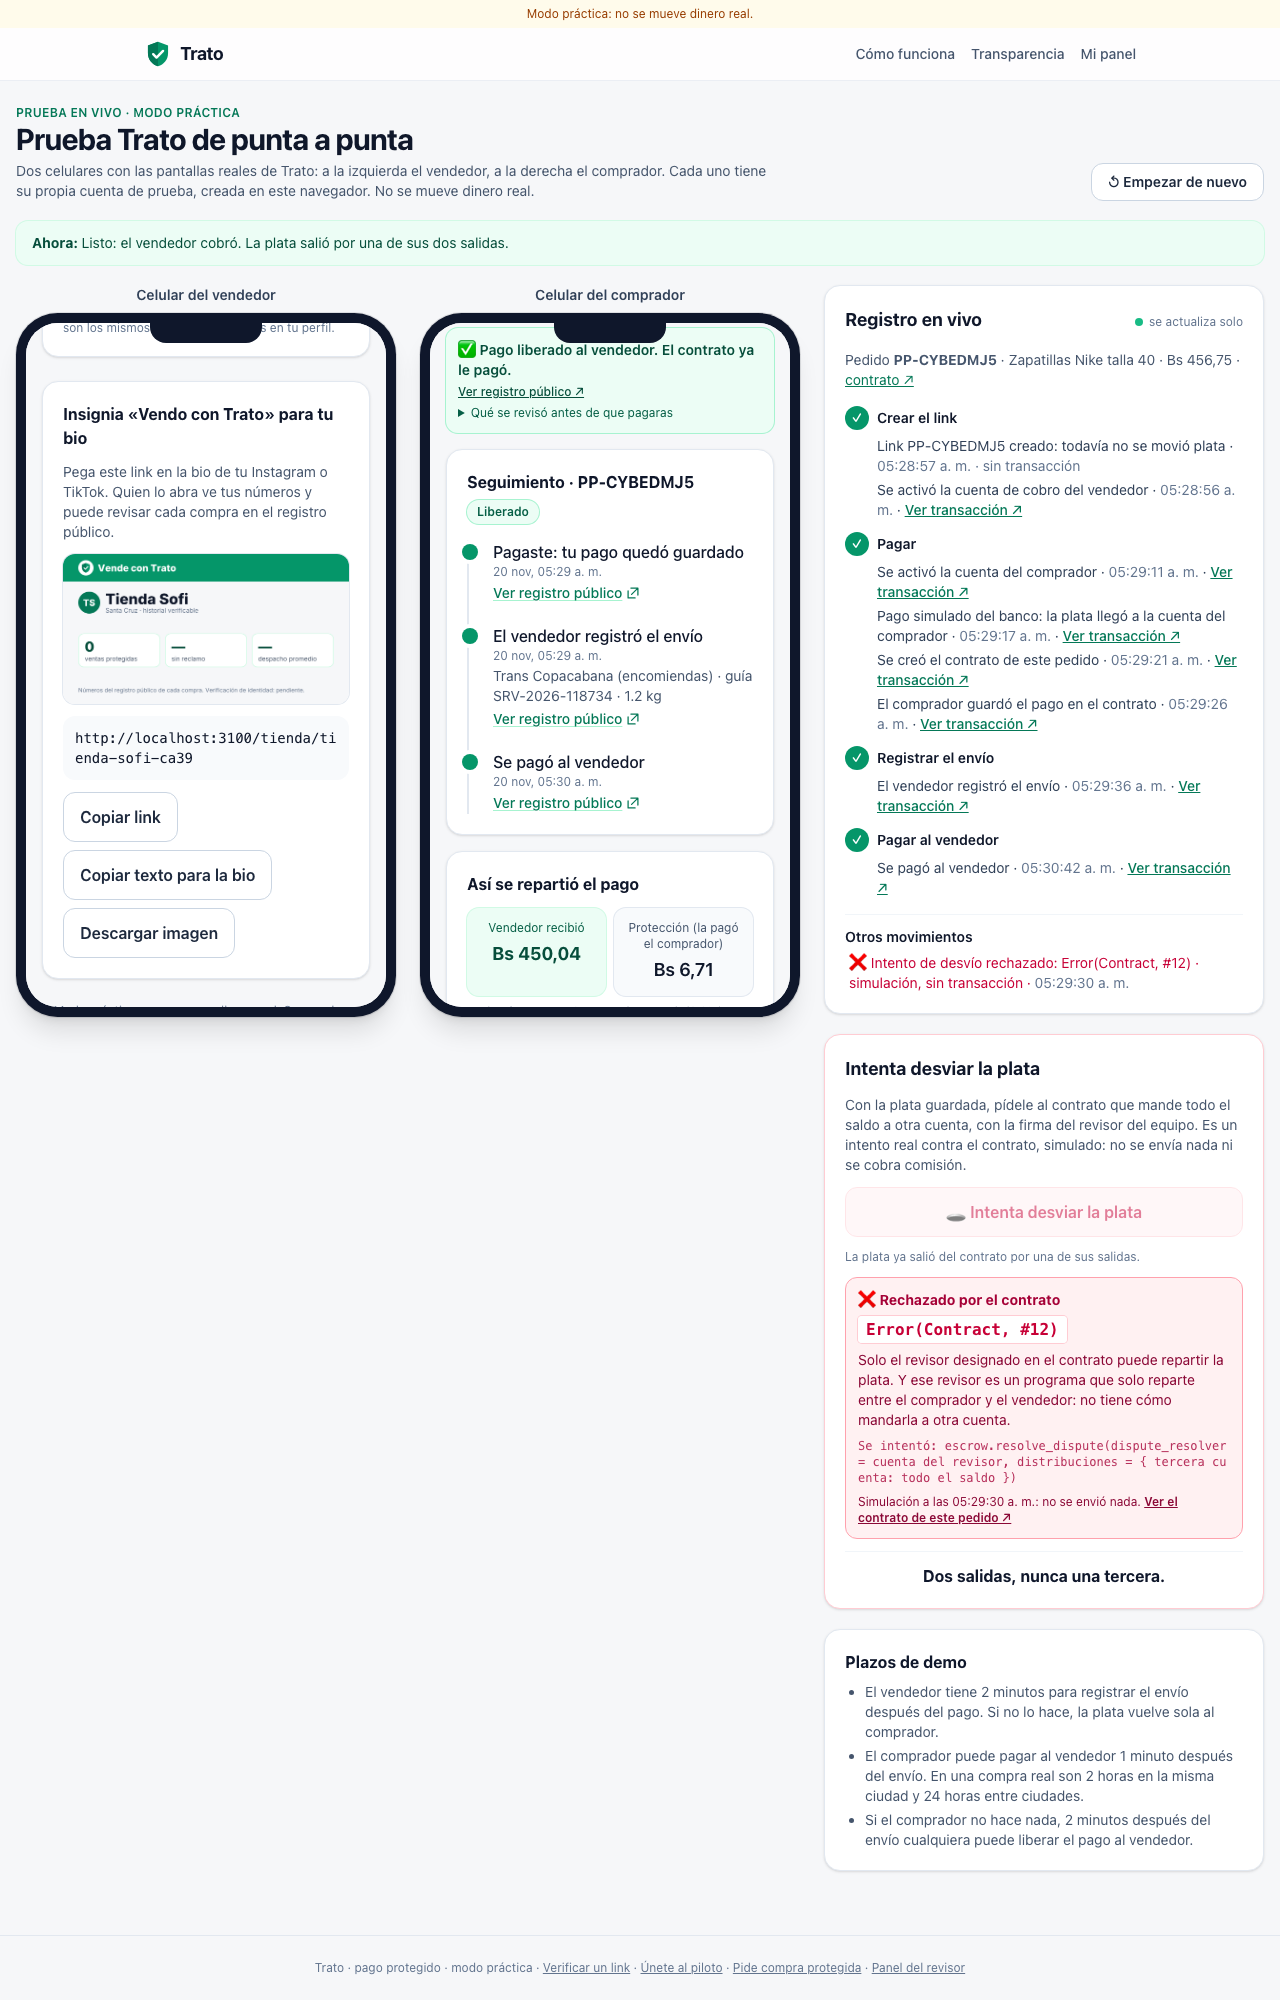 Modo práctica: no se mueve dinero real.
Trato
Cómo funciona Transparencia Mi panel
PRUEBA EN VIVO · MODO PRÁCTICA
Prueba Trato de punta a punta
Dos celulares con las pantallas reales de Trato: a la izquierda el vendedor, a la derecha el comprador. Cada uno tiene
su propia cuenta de prueba, creada en este navegador. No se mueve dinero real.
Empezar de nuevo
Ahora: Listo: el vendedor cobró. La plata salió por una de sus dos salidas.
Celular del vendedor
son los mismos s en tu perfil.
Insignia «Vendo con Trato» para tu
bio
Pega este link en la bio de tu Instagram o
TikTok. Quien lo abra ve tus números y
puede revisar cada compra en el registro
público.
Vende con Trato
TS
Tienda Sofi
Santa Cruz · historial verificable
0
ventas protegidas
—
sin reclamo
—
despacho promedio
Números del registro público de cada compra. Verificación de identidad: pendiente.
http://localhost:3100/tienda/ti
enda-sofi-ca39
Copiar link
Copiar texto para la bio
Descargar imagen
Celular del comprador
✅ Pago liberado al vendedor. El contrato ya
le pagó.
Ver registro público ↗
▶ Qué se revisó antes de que pagaras
Seguimiento · PP-CYBEDMJ5
Liberado
Pagaste: tu pago quedó guardado
20 nov, 05:29 a. m.
Ver registro público
El vendedor registró el envío
20 nov, 05:29 a. m.
Trans Copacabana (encomiendas) · guía
SRV-2026-118734 · 1.2 kg
Ver registro público
Se pagó al vendedor
20 nov, 05:30 a. m.
Ver registro público
Así se repartió el pago
Vendedor recibió
Bs 450,04
Protección (la pagó
el comprador)
Bs 6,71
Registro en vivo
se actualiza solo
Pedido PP-CYBEDMJ5 · Zapatillas Nike talla 40 · Bs 456,75 ·
contrato ↗
Crear el link
Link PP-CYBEDMJ5 creado: todavía no se movió plata ·
05:28:57 a. m. · sin transacción
Se activó la cuenta de cobro del vendedor · 05:28:56 a.
m. · Ver transacción ↗
Pagar
Se activó la cuenta del comprador · 05:29:11 a. m. · Ver
transacción ↗
Pago simulado del banco: la plata llegó a la cuenta del
comprador · 05:29:17 a. m. · Ver transacción ↗
Se creó el contrato de este pedido · 05:29:21 a. m. · Ver
transacción ↗
El comprador guardó el pago en el contrato · 05:29:26
a. m. · Ver transacción ↗
Registrar el envío
El vendedor registró el envío · 05:29:36 a. m. · Ver
transacción ↗
Pagar al vendedor
Se pagó al vendedor · 05:30:42 a. m. · Ver transacción
↗
Otros movimientos
❌ Intento de desvío rechazado: Error(Contract, #12) ·
simulación, sin transacción · 05:29:30 a. m.
Intenta desviar la plata
Con la plata guardada, pídele al contrato que mande todo el
saldo a otra cuenta, con la firma del revisor del equipo. Es un
intento real contra el contrato, simulado: no se envía nada ni
se cobra comisión.
Intenta desviar la plata
La plata ya salió del contrato por una de sus salidas.
❌ Rechazado por el contrato
Error(Contract, #12)
Solo el revisor designado en el contrato puede repartir la
plata. Y ese revisor es un programa que solo reparte
entre el comprador y el vendedor: no tiene cómo
mandarla a otra cuenta.
Se intentó: escrow.resolve_dispute(dispute_resolver
= cuenta del revisor, distribuciones = { tercera cu
enta: todo el saldo })
Simulación a las 05:29:30 a. m.: no se envió nada. Ver el
contrato de este pedido ↗
Dos salidas, nunca una tercera.
Plazos de demo
• El vendedor tiene 2 minutos para registrar el envío
después del pago. Si no lo hace, la plata vuelve sola al
comprador.
• El comprador puede pagar al vendedor 1 minuto después
del envío. En una compra real son 2 horas en la misma
ciudad y 24 horas entre ciudades.
• Si el comprador no hace nada, 2 minutos después del
envío cualquiera puede liberar el pago al vendedor.
Trato · pago protegido · modo práctica · Verificar un link · Únete al piloto · Pide compra protegida · Panel del revisor